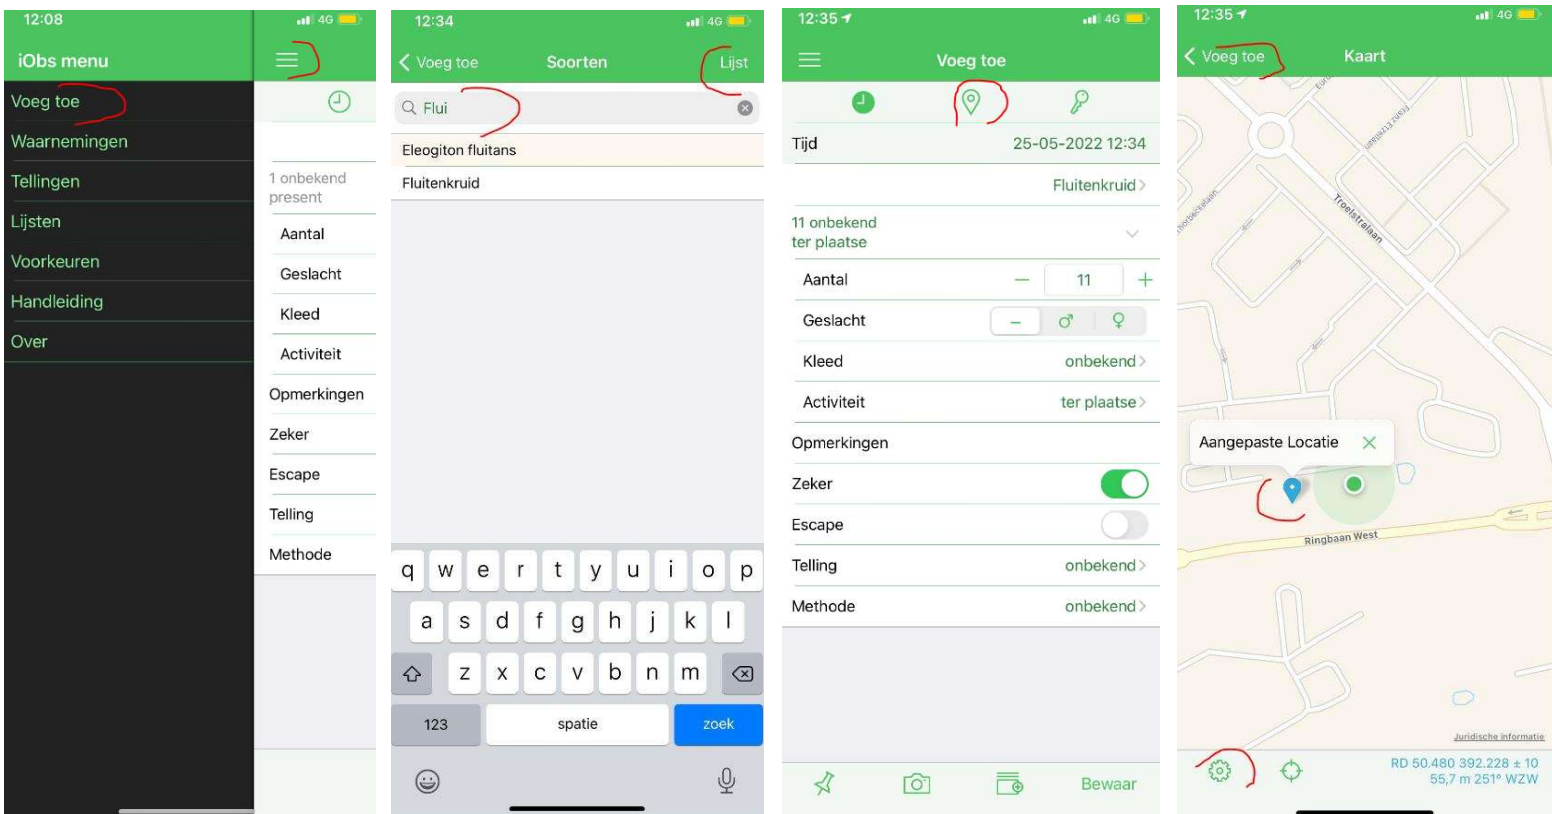 12:08
4G
iObs menu
Voeg toe
Waarnemingen
Tellingen
Lijsten
Voorkeuren
Handleiding
Over
1 onbekend
present
Aantal
Geslacht
Kleed
Activiteit
Opmerkingen
Zeker
Escape
Telling
Methode
12:34
4G
Voeg toe
Soorten
Lijst
Flui
Eleogiton fluitans
Fluitenkruid
q w e r t y u i o p
a s d f g h j k l
z x c v b n m
123 spatie zoek
12:35
4G
Voeg toe
Tijd 25-05-2022 12:34
Fluitenkruid
11 onbekend
ter plaatse
Aantal − 11 +
Geslacht – ♂ ♀
Kleed onbekend
Activiteit ter plaatse
Opmerkingen
Zeker
Escape
Telling onbekend
Methode onbekend
Bewaar
12:35
4G
Voeg toe
Kaart
Troelstralaan
Aangepaste Locatie
Ringbaan West
Juridische informatie
RD 50.480 392.228 ± 10
55,7 m 251° WZW